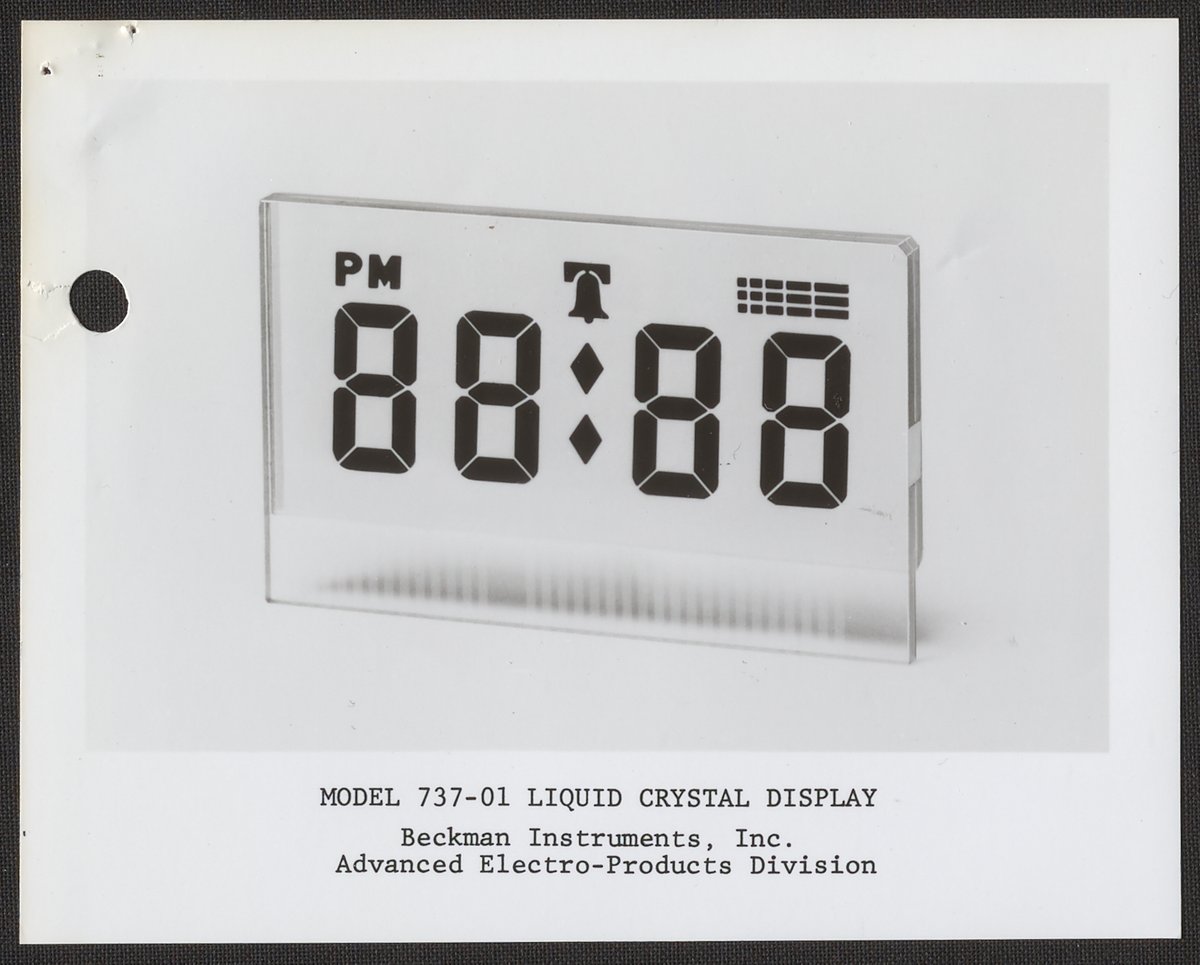 PM
88:88
MODEL 737-01 LIQUID CRYSTAL DISPLAY
Beckman Instruments, Inc.
Advanced Electro-Products Division